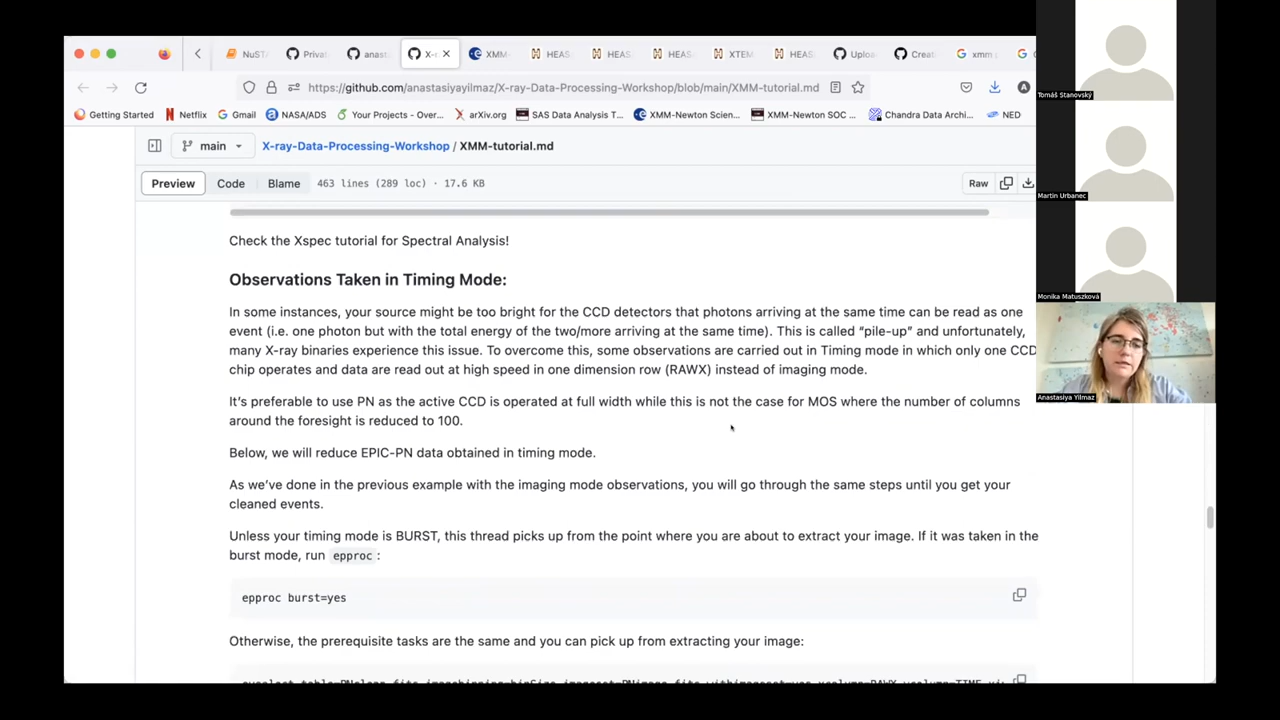 NuST
Priva
anast
X-r
XMM-
HEAS
HEAS
HEAS
XTEM
HEAS
Uploa
Creati
xmm
https://github.com/anastasiyayilmaz/X-ray-Data-Processing-Workshop/blob/main/XMM-tutorial.md
Getting Started
Netflix
Gmail
NASA/ADS
Your Projects - Over...
arXiv.org
SAS Data Analysis T...
XMM-Newton Scien...
XMM-Newton SOC ...
Chandra Data Archi...
NED
main
X-ray-Data-Processing-Workshop / XMM-tutorial.md
Preview
Code
Blame
463 lines (289 loc) · 17.6 KB
Raw
Check the Xspec tutorial for Spectral Analysis!
Observations Taken in Timing Mode:
In some instances, your source might be too bright for the CCD detectors that photons arriving at the same time can be read as one
event (i.e. one photon but with the total energy of the two/more arriving at the same time). This is called “pile-up” and unfortunately,
many X-ray binaries experience this issue. To overcome this, some observations are carried out in Timing mode in which only one CCD
chip operates and data are read out at high speed in one dimension row (RAWX) instead of imaging mode.
It’s preferable to use PN as the active CCD is operated at full width while this is not the case for MOS where the number of columns
around the foresight is reduced to 100.
Below, we will reduce EPIC-PN data obtained in timing mode.
As we’ve done in the previous example with the imaging mode observations, you will go through the same steps until you get your
cleaned events.
Unless your timing mode is BURST, this thread picks up from the point where you are about to extract your image. If it was taken in the
burst mode, run epproc :
epproc burst=yes
Otherwise, the prerequisite tasks are the same and you can pick up from extracting your image:
Tomáš Stanovský
Martin Urbanec
Monika Matuszková
Anastasiya Yilmaz